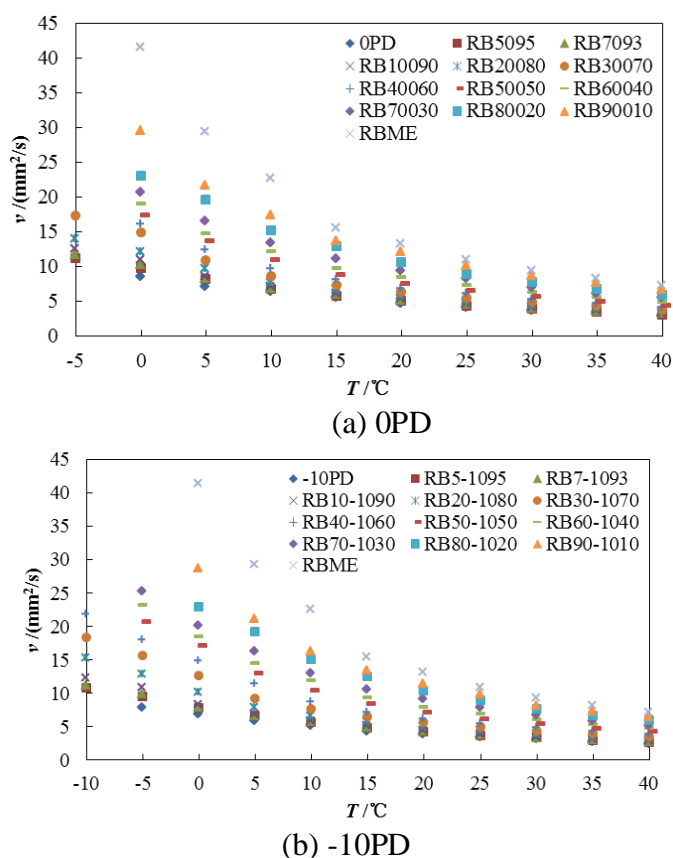 45
40
35
30
25
20
15
10
5
0
ν /(mm²/s)
0PD RB5095 RB7093
RB10090 RB20080 RB30070
RB40060 RB50050 RB60040
RB70030 RB80020 RB90010
RBME
-5 0 5 10 15 20 25 30 35 40
T /℃
(a) 0PD
45
40
35
30
25
20
15
10
5
0
ν /(mm²/s)
-10PD RB5-1095 RB7-1093
RB10-1090 RB20-1080 RB30-1070
RB40-1060 RB50-1050 RB60-1040
RB70-1030 RB80-1020 RB90-1010
RBME
-10 -5 0 5 10 15 20 25 30 35 40
T /℃
(b) -10PD